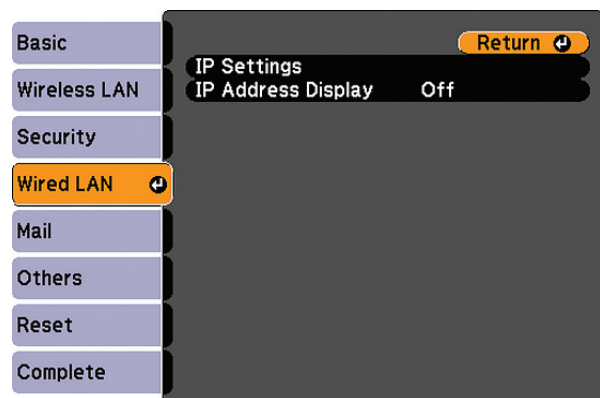 Basic
Wireless LAN
Security
Wired LAN
Mail
Others
Reset
Complete
Return
IP Settings
IP Address Display Off